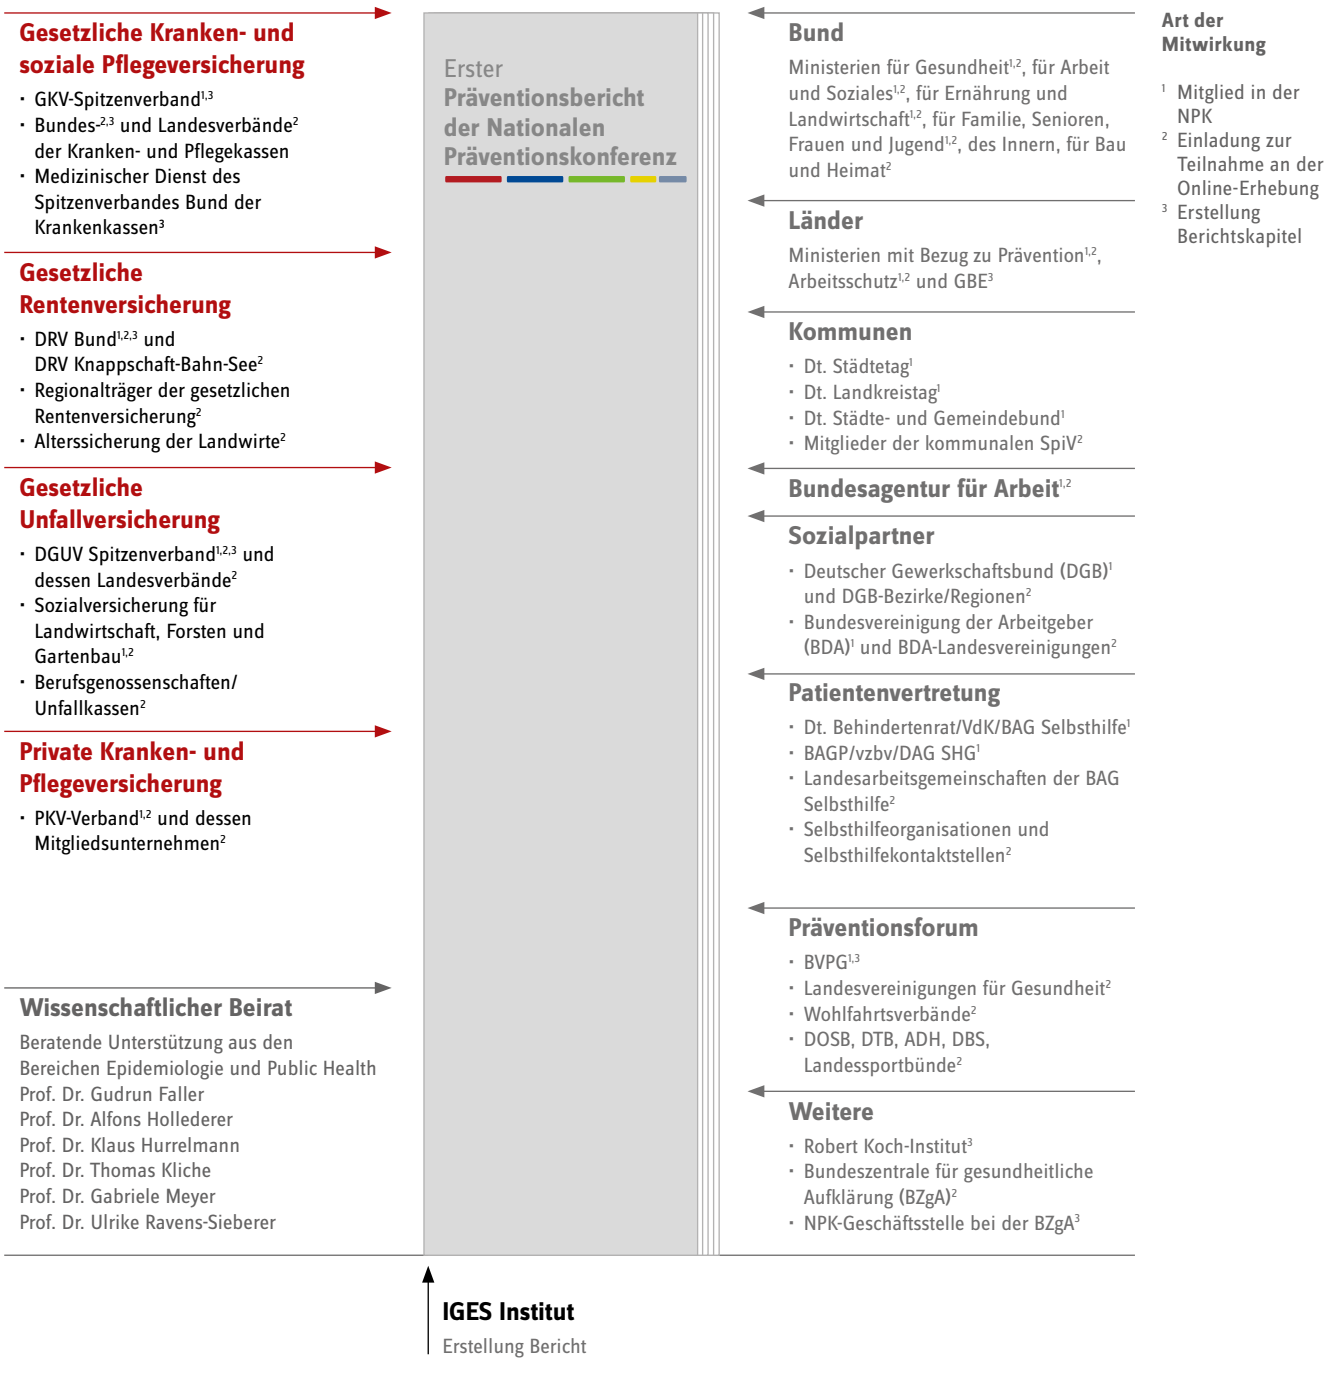 Gesetzliche Kranken- und
soziale Pflegeversicherung
· GKV-Spitzenverband¹,³
· Bundes-²,³ und Landesverbände²
der Kranken- und Pflegekassen
· Medizinischer Dienst des
Spitzenverbandes Bund der
Krankenkassen³
Gesetzliche
Rentenversicherung
· DRV Bund¹,²,³ und
DRV Knappschaft-Bahn-See²
· Regionalträger der gesetzlichen
Rentenversicherung²
· Alterssicherung der Landwirte²
Gesetzliche
Unfallversicherung
· DGUV Spitzenverband¹,²,³ und
dessen Landesverbände²
· Sozialversicherung für
Landwirtschaft, Forsten und
Gartenbau¹,²
· Berufsgenossenschaften/
Unfallkassen²
Private Kranken- und
Pflegeversicherung
· PKV-Verband¹,² und dessen
Mitgliedsunternehmen²
Wissenschaftlicher Beirat
Beratende Unterstützung aus den
Bereichen Epidemiologie und Public Health
Prof. Dr. Gudrun Faller
Prof. Dr. Alfons Hollederer
Prof. Dr. Klaus Hurrelmann
Prof. Dr. Thomas Kliche
Prof. Dr. Gabriele Meyer
Prof. Dr. Ulrike Ravens-Sieberer
Erster
Präventionsbericht
der Nationalen
Präventionskonferenz
IGES Institut
Erstellung Bericht
Bund
Ministerien für Gesundheit¹,², für Arbeit
und Soziales¹,², für Ernährung und
Landwirtschaft¹,², für Familie, Senioren,
Frauen und Jugend¹,², des Innern, für Bau
und Heimat²
Länder
Ministerien mit Bezug zu Prävention¹,²,
Arbeitsschutz¹,² und GBE³
Kommunen
· Dt. Städtetag¹
· Dt. Landkreistag¹
· Dt. Städte- und Gemeindebund¹
· Mitglieder der kommunalen SpiV²
Bundesagentur für Arbeit¹,²
Sozialpartner
· Deutscher Gewerkschaftsbund (DGB)¹
und DGB-Bezirke/Regionen²
· Bundesvereinigung der Arbeitgeber
(BDA)¹ und BDA-Landesvereinigungen²
Patientenvertretung
· Dt. Behindertenrat/VdK/BAG Selbsthilfe¹
· BAGP/vzbv/DAG SHG¹
· Landesarbeitsgemeinschaften der BAG
Selbsthilfe²
· Selbsthilfeorganisationen und
Selbsthilfekontaktstellen²
Präventionsforum
· BVPG¹,³
· Landesvereinigungen für Gesundheit²
· Wohlfahrtsverbände²
· DOSB, DTB, ADH, DBS,
Landessportbünde²
Weitere
· Robert Koch-Institut³
· Bundeszentrale für gesundheitliche
Aufklärung (BZgA)²
· NPK-Geschäftsstelle bei der BZgA³
Art der
Mitwirkung
¹ Mitglied in der
NPK
² Einladung zur
Teilnahme an der
Online-Erhebung
³ Erstellung
Berichtskapitel